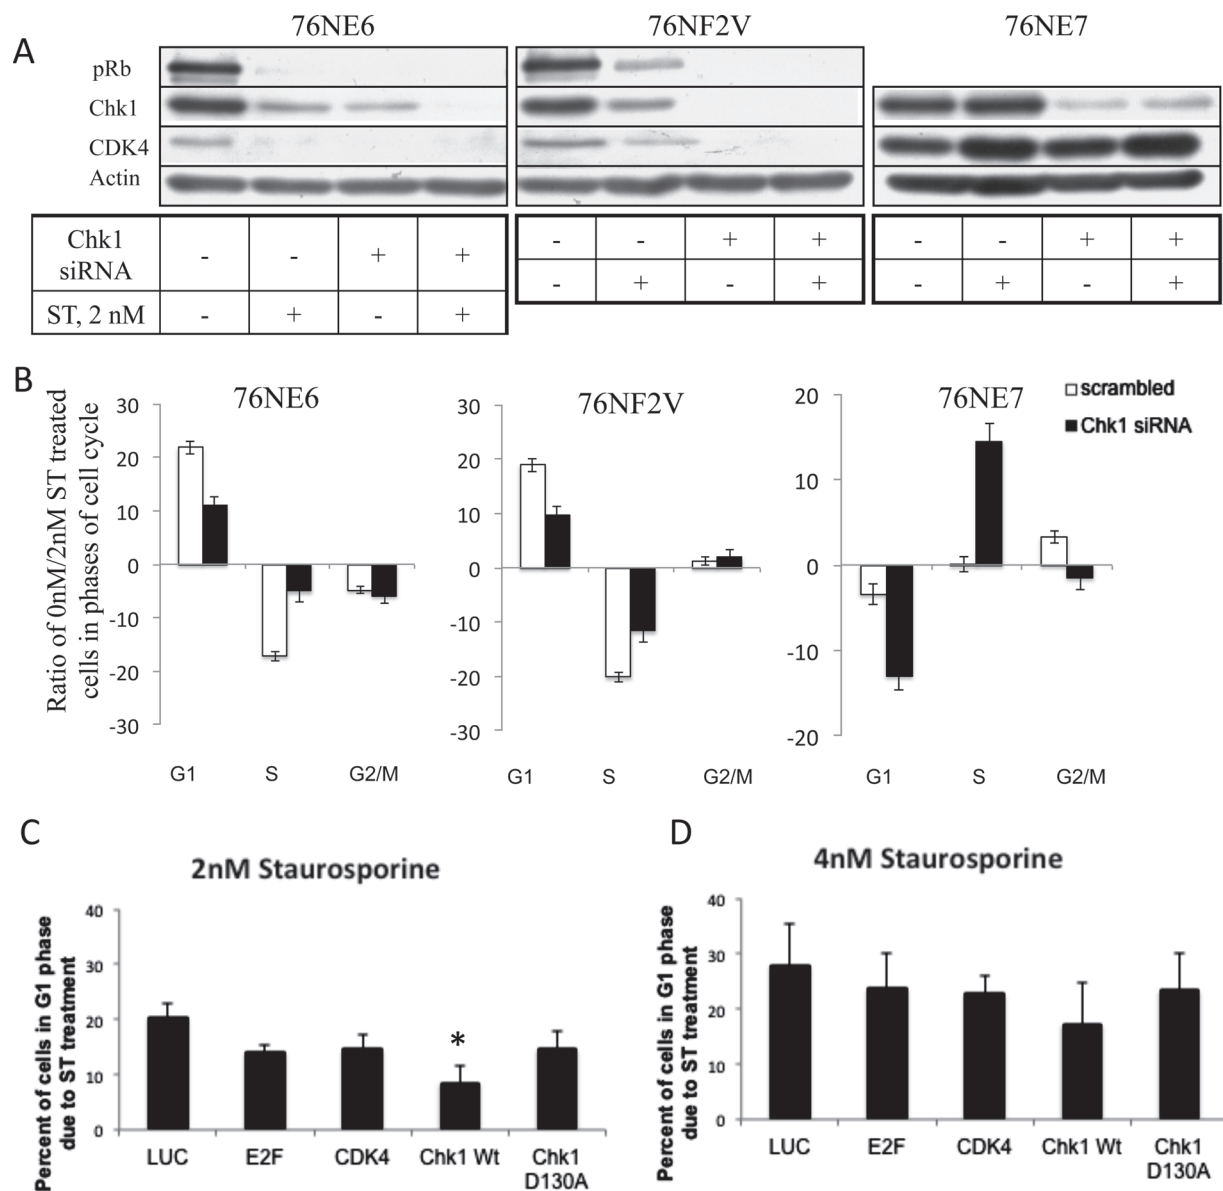 A
76NE6
76NF2V
76NE7
pRb
Chk1
CDK4
Actin
Chk1
siRNA
- - + +
ST, 2 nM
- + - +
- - + +
- + - +
- - + +
- + - +
B
Ratio of 0nM/2nM ST treated
cells in phases of cell cycle
76NE6
30
20
10
0
-10
-20
-30
G1 S G2/M
76NF2V
30
20
10
0
-10
-20
-30
G1 S G2/M
76NE7
20
10
0
-10
-20
G1 S G2/M
scrambled
Chk1 siRNA
C
2nM Staurosporine
Percent of cells in G1 phase
due to ST treatment
40
30
20
10
0
*
LUC E2F CDK4 Chk1 Wt Chk1
D130A
D
4nM Staurosporine
Percent of cells in G1 phase
due to ST treatment
40
30
20
10
0
LUC E2F CDK4 Chk1 Wt Chk1
D130A